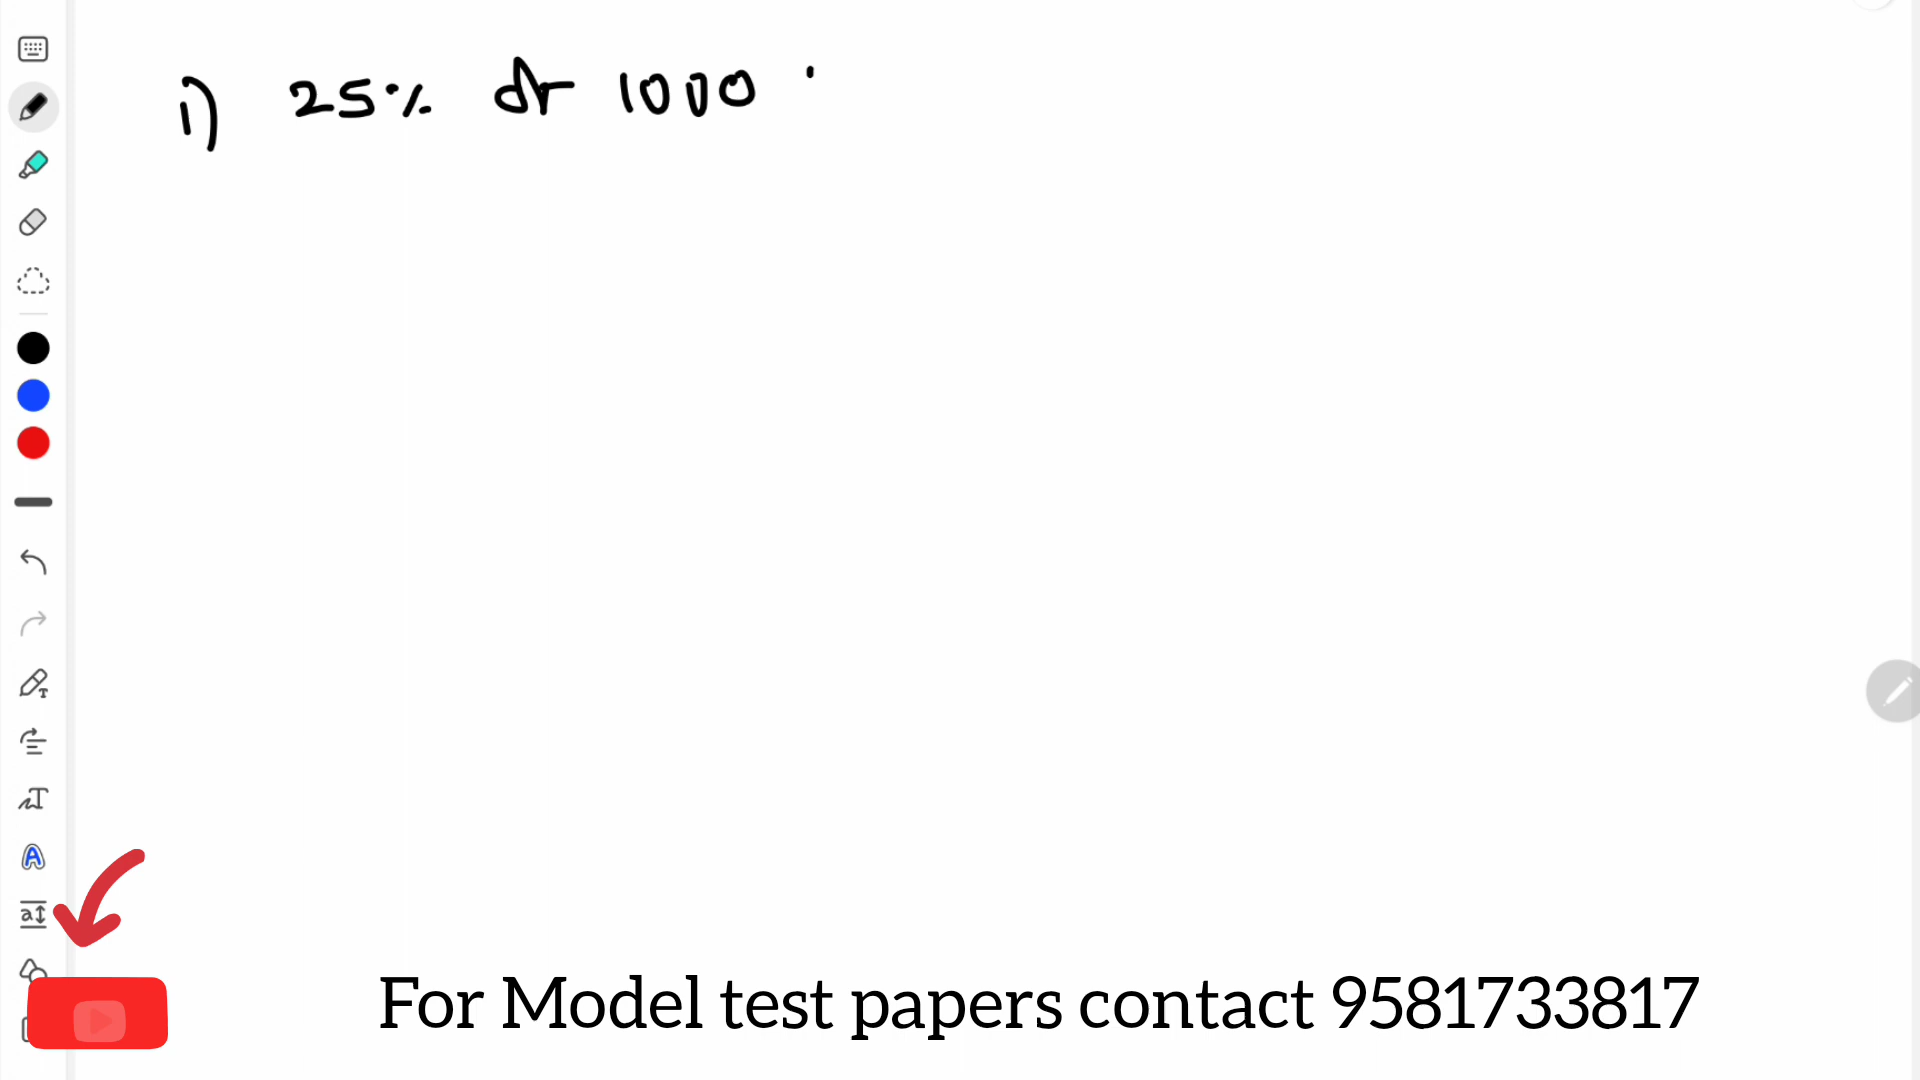 i) 25% of 1000
For Model test papers contact 9581733817